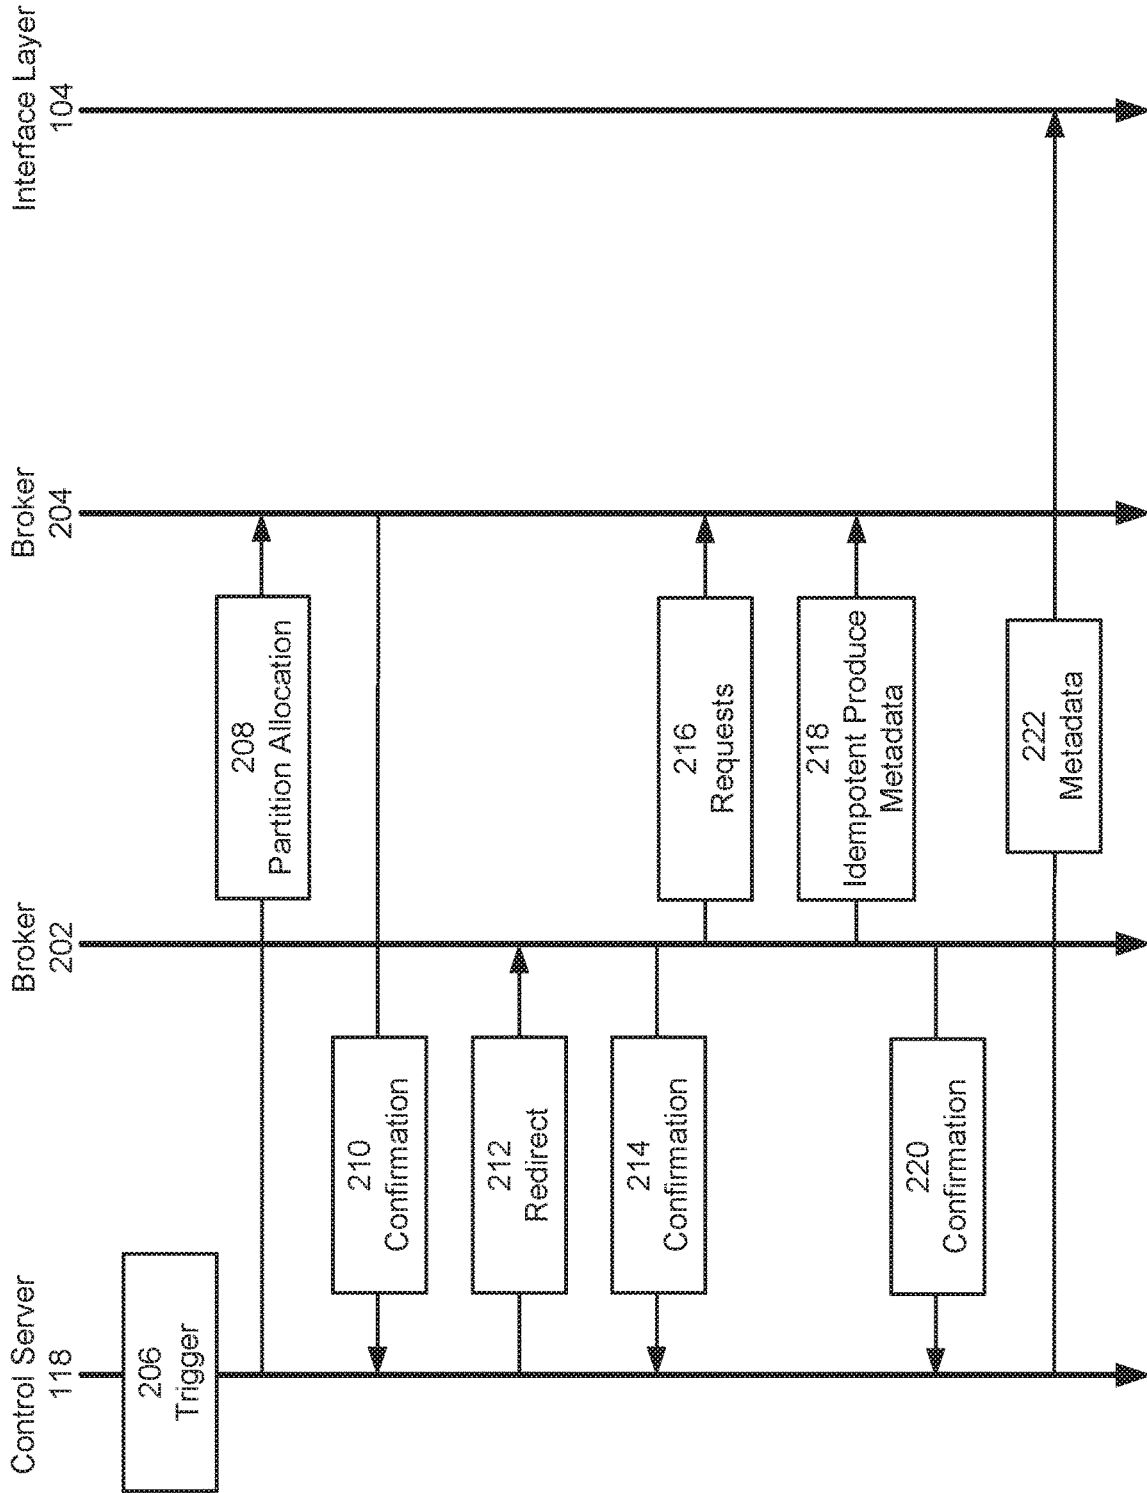 Control Server
118
Broker
202
Broker
204
Interface Layer
104
206
Trigger
208
Partition Allocation
210
Confirmation
212
Redirect
214
Confirmation
216
Requests
218
Idempotent Produce
Metadata
220
Confirmation
222
Metadata